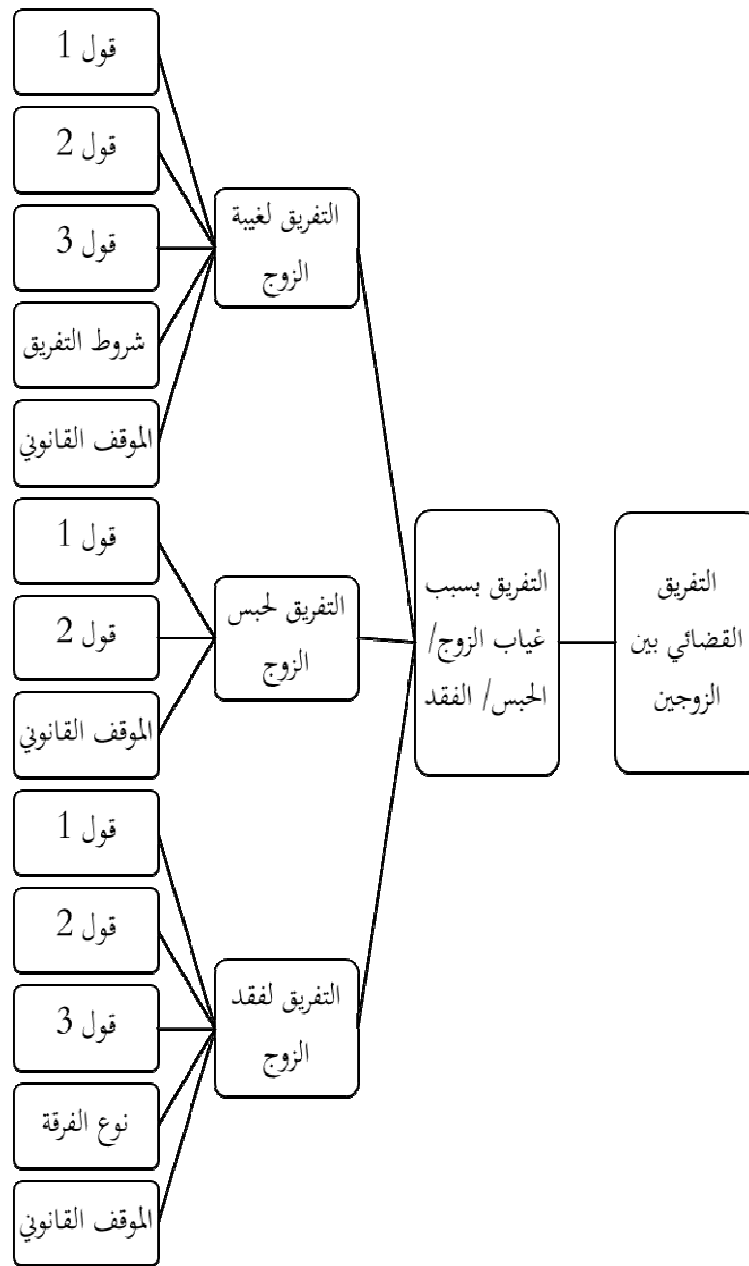 التفريق
القضائي بين
الزوجين
التفريق بسبب
غياب الزوج/
الحبس/ الفقد
التفريق لغيبة
الزوج
قول 1
قول 2
قول 3
شروط التفريق
الموقف القانوني
التفريق لحبس
الزوج
قول 1
قول 2
الموقف القانوني
التفريق لفقد
الزوج
قول 1
قول 2
قول 3
نوع الفرقة
الموقف القانوني